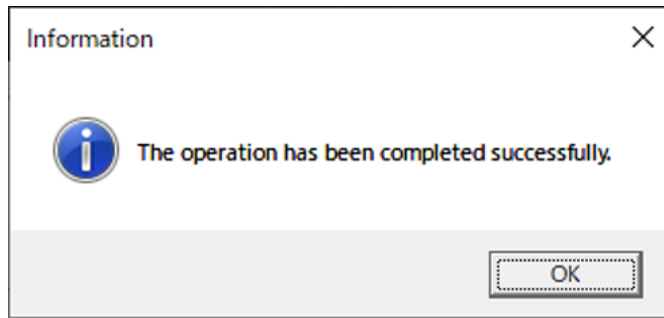 Information
The operation has been completed successfully.
OK